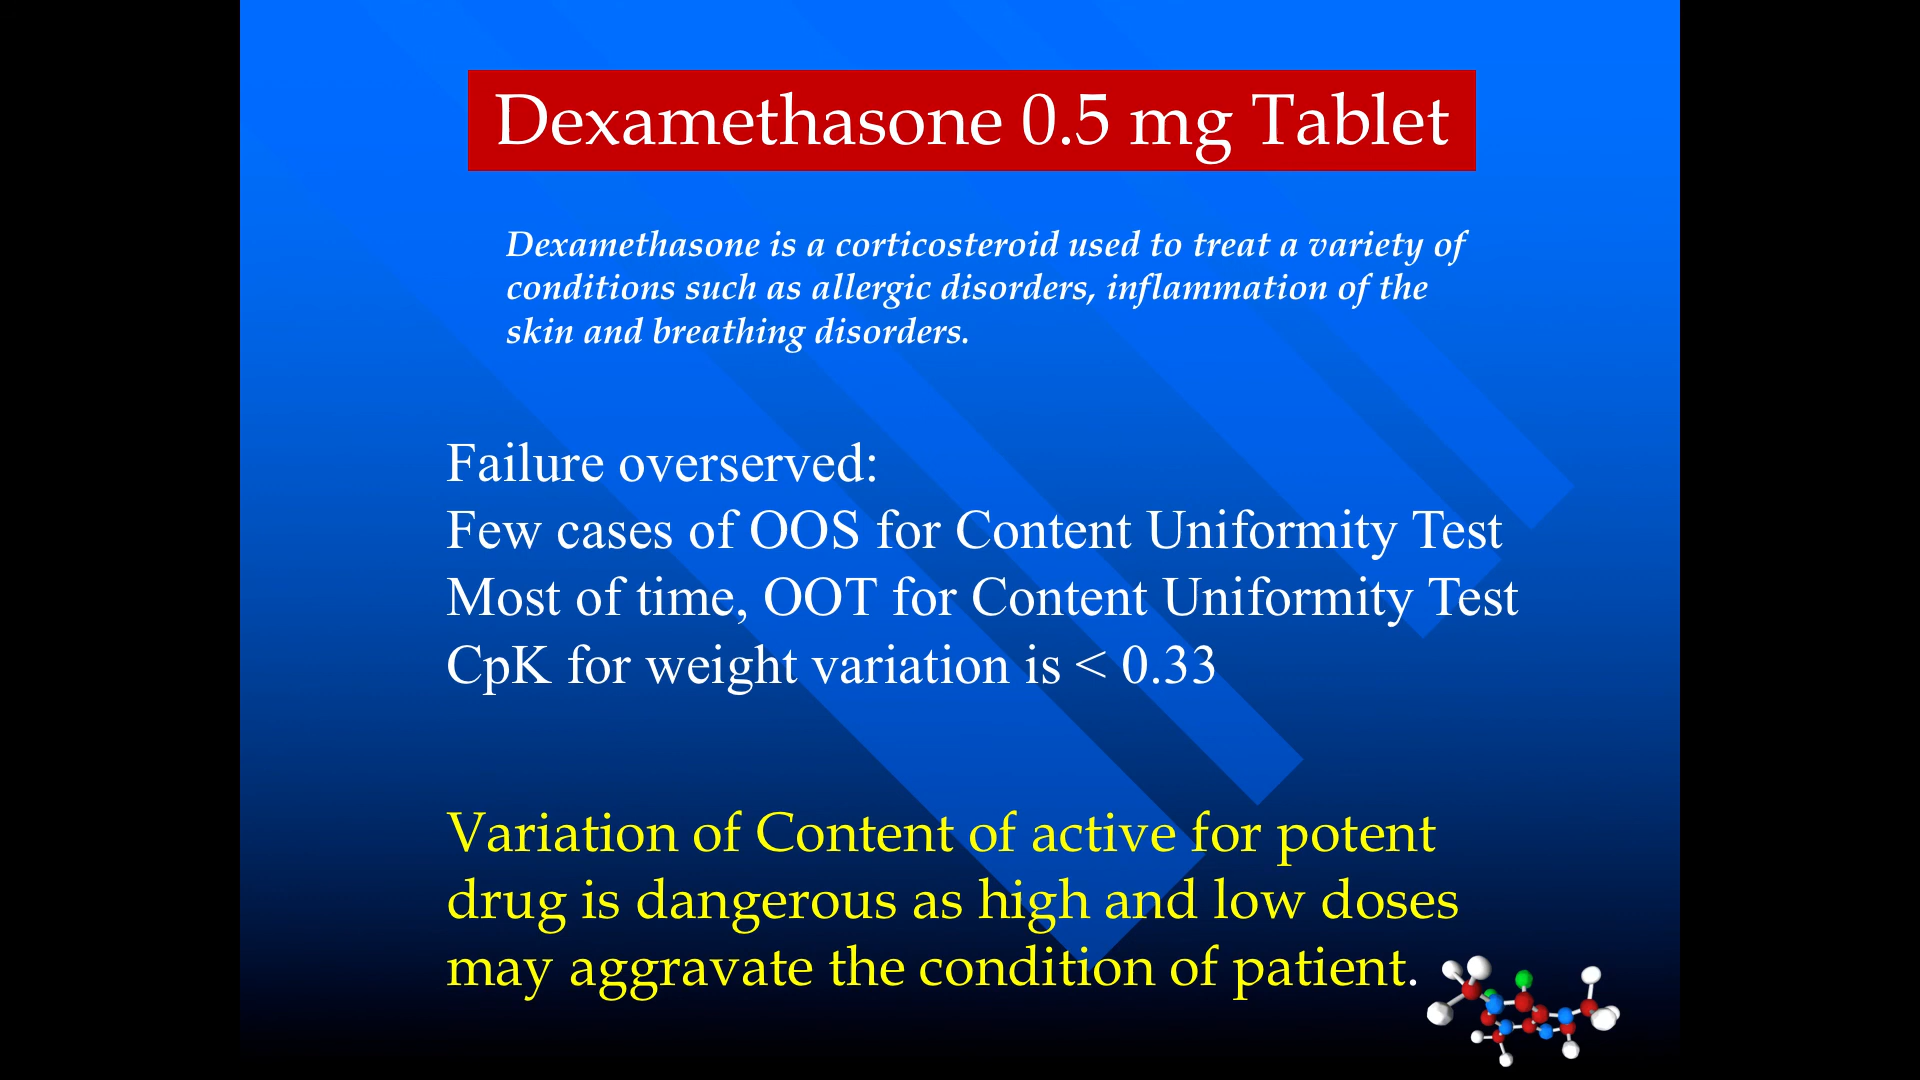 Dexamethasone 0.5 mg Tablet
Dexamethasone is a corticosteroid used to treat a variety of
conditions such as allergic disorders, inflammation of the
skin and breathing disorders.
Failure overserved:
Few cases of OOS for Content Uniformity Test
Most of time, OOT for Content Uniformity Test
CpK for weight variation is < 0.33
Variation of Content of active for potent
drug is dangerous as high and low doses
may aggravate the condition of patient.